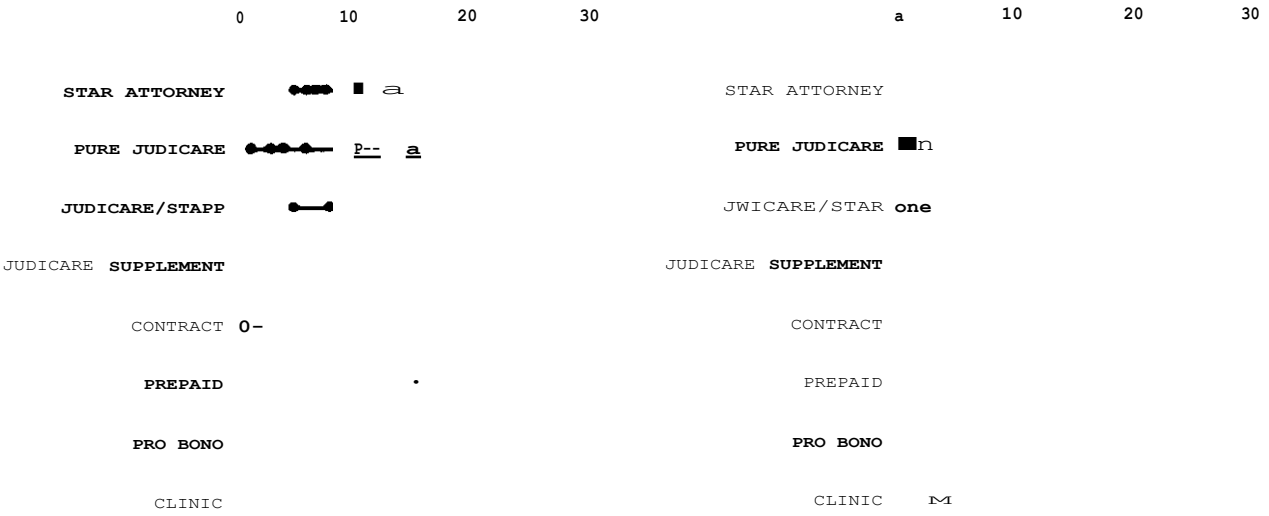 0 10 20 30 a 10 20 30
STAR ATTORNEY a STAR ATTORNEY
PURE JUDICARE P-- a PURE JUDICARE n
JUDICARE/STAPP JWICARE/STAR one
JUDICARE SUPPLEMENT JUDICARE SUPPLEMENT
CONTRACT 0- CONTRACT
PREPAID PREPAID
PRO BONO PRO BONO
CLINIC CLINIC M